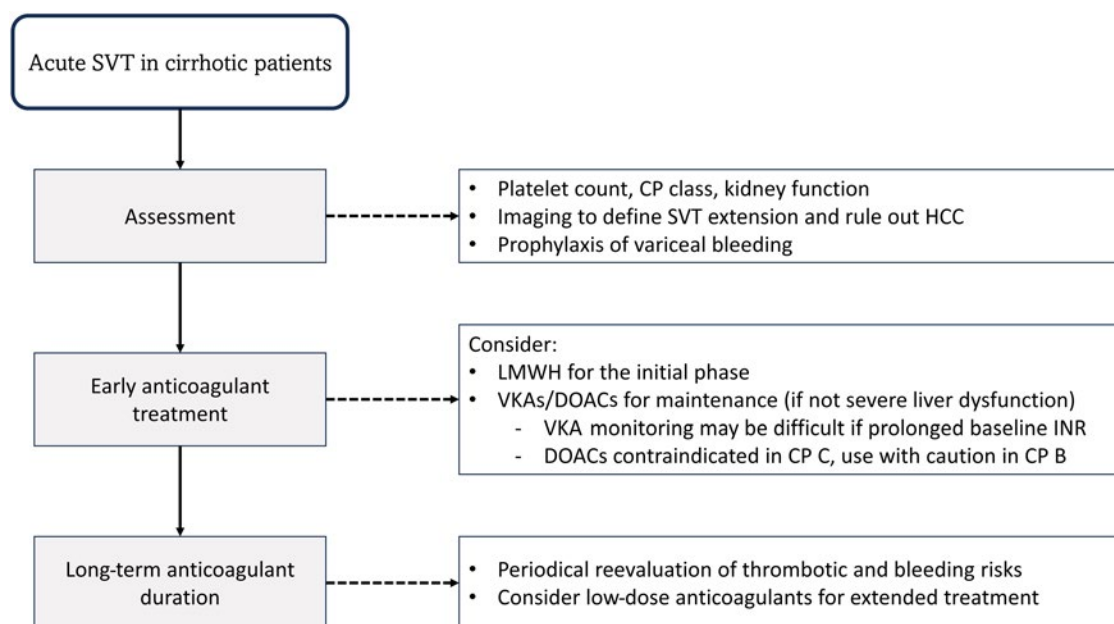 Acute SVT in cirrhotic patients
Assessment
• Platelet count, CP class, kidney function
• Imaging to define SVT extension and rule out HCC
• Prophylaxis of variceal bleeding
Early anticoagulant
treatment
Consider:
• LMWH for the initial phase
• VKAs/DOACs for maintenance (if not severe liver dysfunction)
- VKA monitoring may be difficult if prolonged baseline INR
- DOACs contraindicated in CP C, use with caution in CP B
Long-term anticoagulant
duration
• Periodical reevaluation of thrombotic and bleeding risks
• Consider low-dose anticoagulants for extended treatment